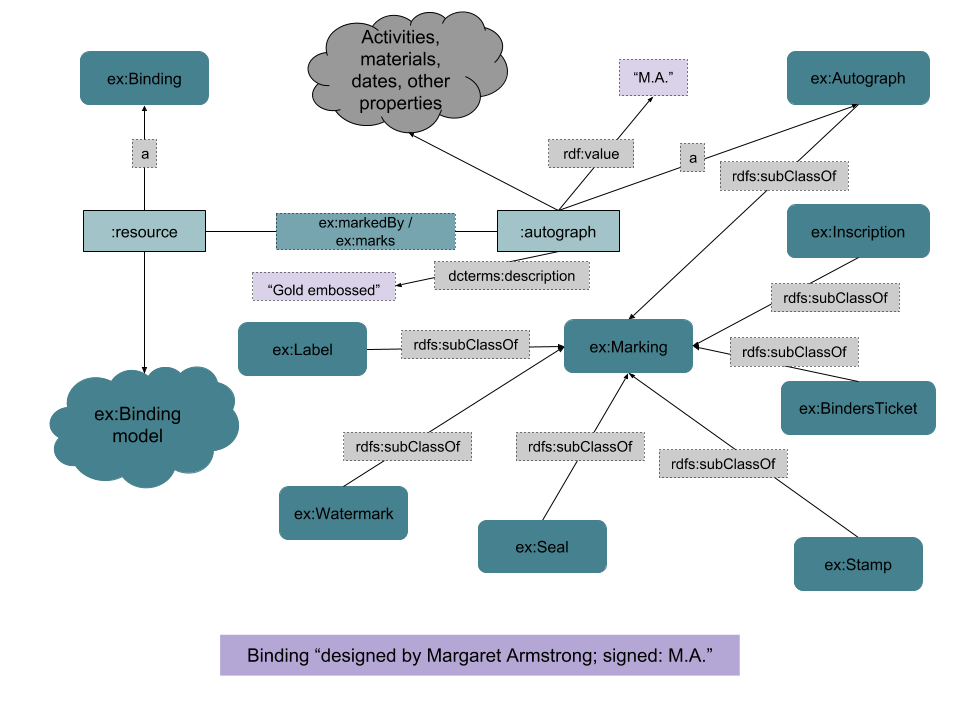 Activities,
materials,
dates, other
properties
ex:Binding
“M.A.”
ex:Autograph
a
rdf:value
a
rdfs:subClassOf
:resource
ex:markedBy /
ex:marks
:autograph
ex:Inscription
dcterms:description
“Gold embossed”
rdfs:subClassOf
ex:Label
rdfs:subClassOf
ex:Marking
rdfs:subClassOf
ex:BindersTicket
ex:Binding
model
rdfs:subClassOf
rdfs:subClassOf
rdfs:subClassOf
ex:Watermark
ex:Seal
ex:Stamp
Binding “designed by Margaret Armstrong; signed: M.A.”